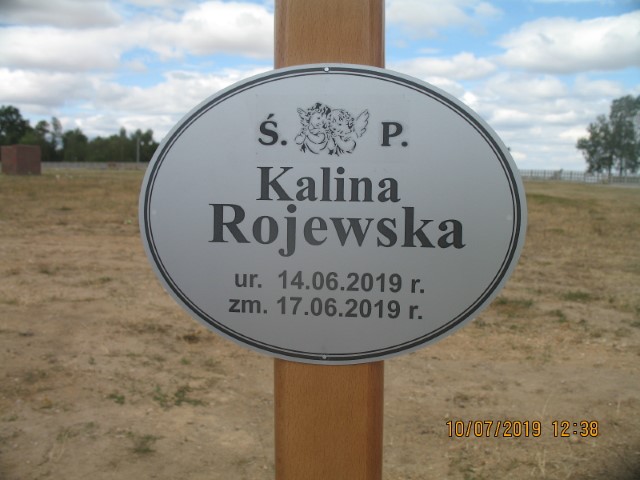 Ś. P.
Kalina
Rojewska
ur. 14.06.2019 r.
zm. 17.06.2019 r.
10/07/2019 12:38